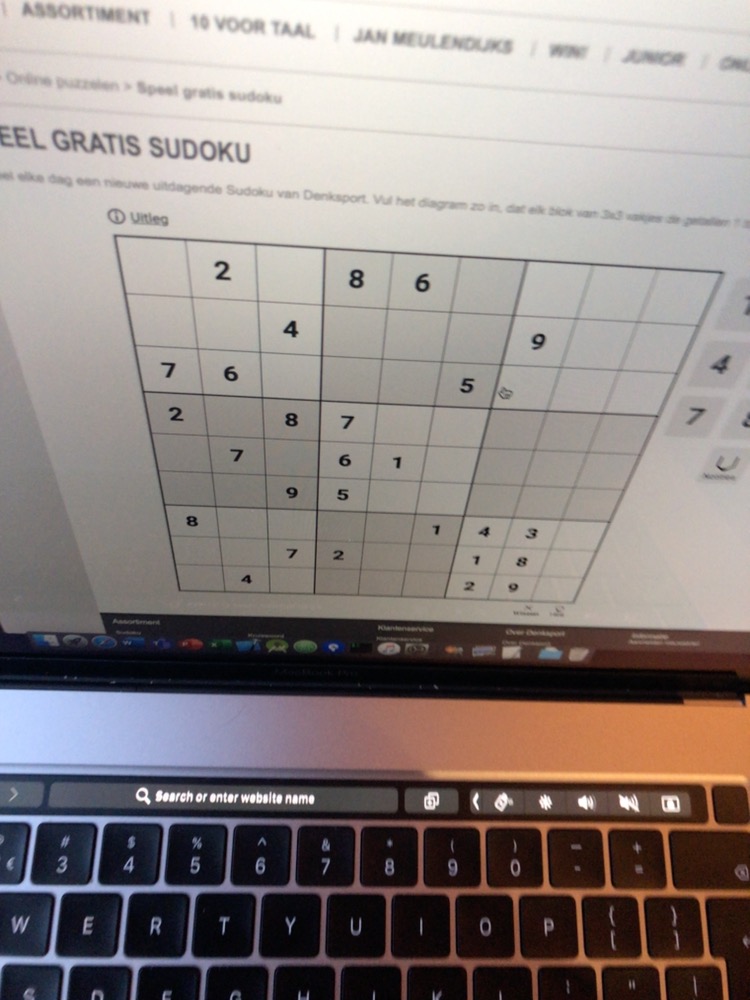 ASSORTIMENT | 10 VOOR TAAL | JAN MEULENDIJKS / WIN! / JUNIOR /
Online puzzelen > Speel gratis sudoku
EEL GRATIS SUDOKU
el elke dag een nieuwe uitdagende Sudoku van Denksport. Vul het diagram zo in, dat elk blok van 3x3 vakjes de getallen 1
Uitleg
2 8 6
4 9
7 6 5
2 8 7
7 6 1
9 5
8 1 4 3
7 2 1 8
4 2 9
4
7
Assortiment Klantenservice Over Denksport
Search or enter website name
# $ % ^ & * ( ) _ +
€ 3 4 5 6 7 8 9 0 - =
W E R T Y U I O P { [ } ]